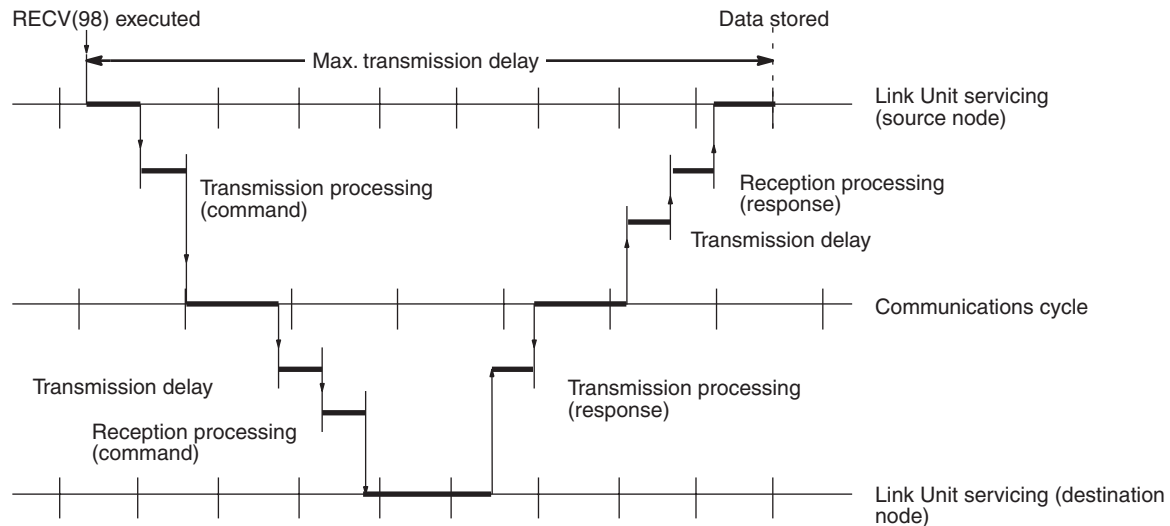 RECV(98) executed
Data stored
Max. transmission delay
Link Unit servicing
(source node)
Transmission processing
(command)
Reception processing
(response)
Transmission delay
Communications cycle
Transmission delay
Transmission processing
(response)
Reception processing
(command)
Link Unit servicing (destination
node)